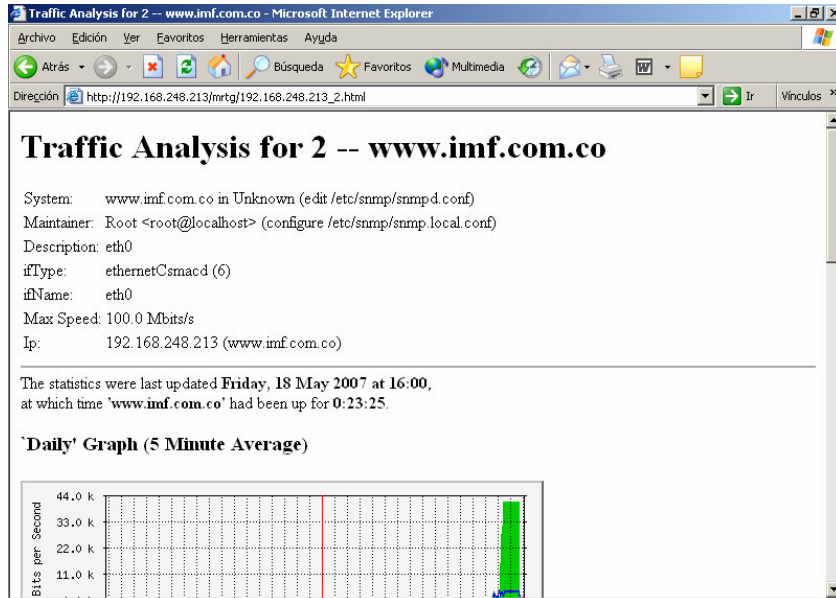 Traffic Analysis for 2 -- www.imf.com.co - Microsoft Internet Explorer
Archivo Edición Ver Favoritos Herramientas Ayuda
Atrás Búsqueda Favoritos Multimedia
Dirección http://192.168.248.213/mrtg/192.168.248.213_2.html Ir Vínculos »
Traffic Analysis for 2 -- www.imf.com.co
System: www.imf.com.co in Unknown (edit /etc/snmp/snmpd.conf)
Maintainer: Root <root@localhost> (configure /etc/snmp/snmp.local.conf)
Description: eth0
ifType: ethernetCsmacd (6)
ifName: eth0
Max Speed: 100.0 Mbits/s
Ip: 192.168.248.213 (www.imf.com.co)
The statistics were last updated Friday, 18 May 2007 at 16:00,
at which time 'www.imf.com.co' had been up for 0:23:25.
`Daily' Graph (5 Minute Average)
Bits per Second
44.0 k
33.0 k
22.0 k
11.0 k